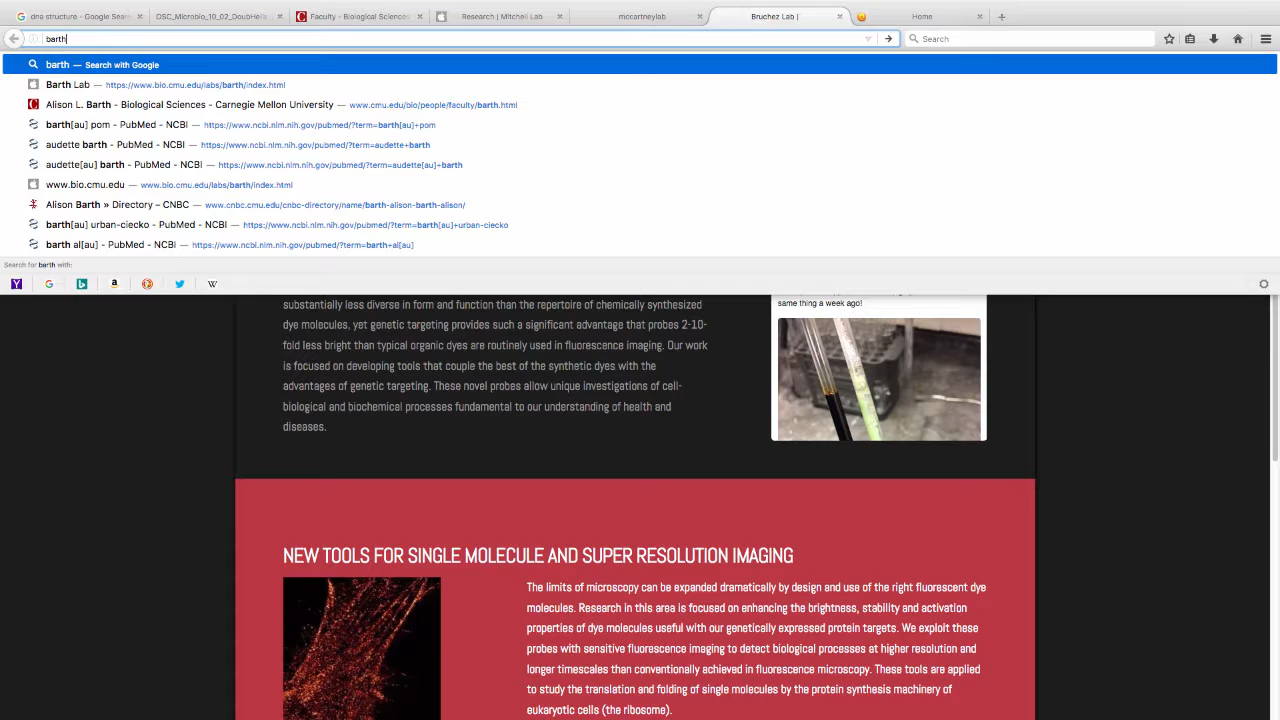 dna structure - Google Sear
OSC_Microbio_10_02_DoubHeli
Faculty - Biological Sciences
Research | Mitchell Lab
mccartneylab
Bruchez Lab |
Home
barth
Search
barth — Search with Google
Barth Lab — https://www.bio.cmu.edu/labs/barth/index.html
Alison L. Barth - Biological Sciences - Carnegie Mellon University — www.cmu.edu/bio/people/faculty/barth.html
barth[au] pom - PubMed - NCBI — https://www.ncbi.nlm.nih.gov/pubmed/?term=barth[au]+pom
audette barth - PubMed - NCBI — https://www.ncbi.nlm.nih.gov/pubmed/?term=audette+barth
audette[au] barth - PubMed - NCBI — https://www.ncbi.nlm.nih.gov/pubmed/?term=audette[au]+barth
www.bio.cmu.edu — www.bio.cmu.edu/labs/barth/index.html
Alison Barth » Directory – CNBC — www.cnbc.cmu.edu/cnbc-directory/name/barth-alison-barth-alison/
barth[au] urban-ciecko - PubMed - NCBI — https://www.ncbi.nlm.nih.gov/pubmed/?term=barth[au]+urban-ciecko
barth al[au] - PubMed - NCBI — https://www.ncbi.nlm.nih.gov/pubmed/?term=barth+al[au]
Search for barth with:
substantially less diverse in form and function than the repertoire of chemically synthesized
dye molecules, yet genetic targeting provides such a significant advantage that probes 2-10-
fold less bright than typical organic dyes are routinely used in fluorescence imaging. Our work
is focused on developing tools that couple the best of the synthetic dyes with the
advantages of genetic targeting. These novel probes allow unique investigations of cell-
biological and biochemical processes fundamental to our understanding of health and
diseases.
same thing a week ago!
NEW TOOLS FOR SINGLE MOLECULE AND SUPER RESOLUTION IMAGING
The limits of microscopy can be expanded dramatically by design and use of the right fluorescent dye
molecules. Research in this area is focused on enhancing the brightness, stability and activation
properties of dye molecules useful with our genetically expressed protein targets. We exploit these
probes with sensitive fluorescence imaging to detect biological processes at higher resolution and
longer timescales than conventionally achieved in fluorescence microscopy. These tools are applied
to study the translation and folding of single molecules by the protein synthesis machinery of
eukaryotic cells (the ribosome).